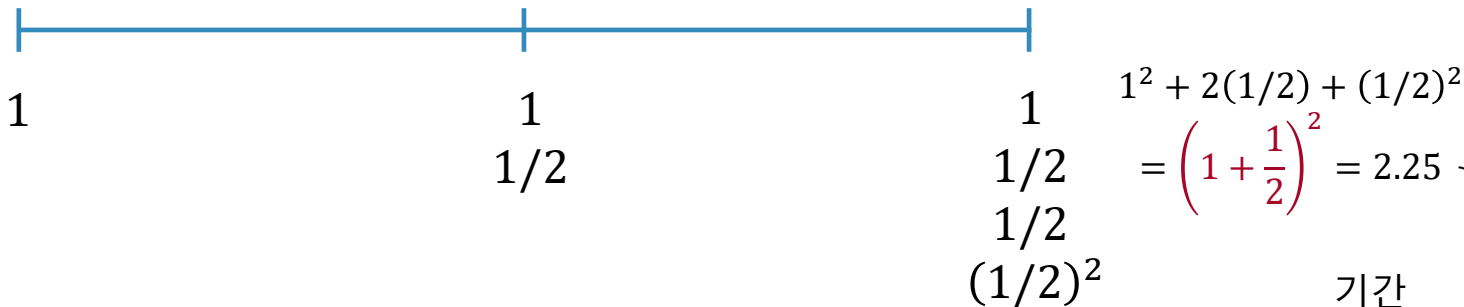 1 1 1
1/2 1/2
1/2
(1/2)²
1² + 2(1/2) + (1/2)²
= (1 + 1/2)² = 2.25
기간